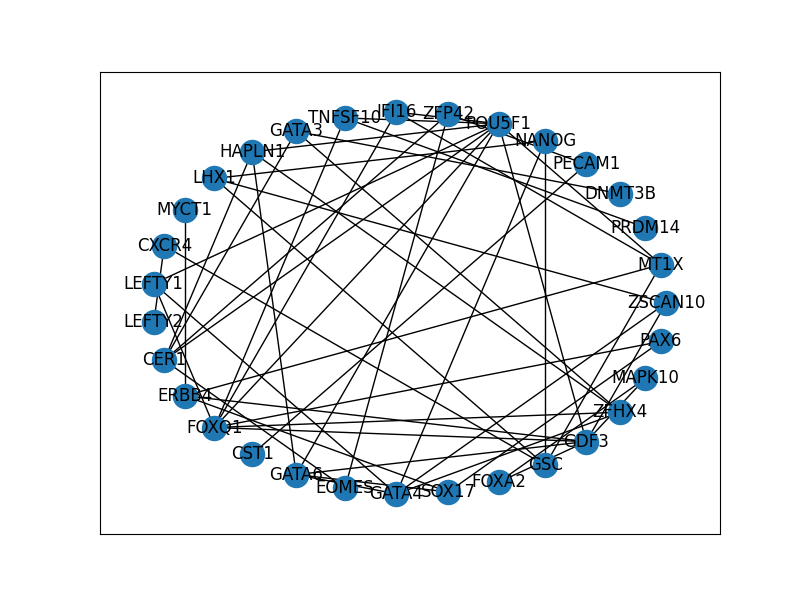 IFI16
ZFP42
TNFSF10
POU5F1
GATA3
NANOG
HAPLN1
PECAM1
LHX1
DNMT3B
MYCT1
PRDM14
CXCR4
MT1X
LEFTY1
ZSCAN10
LEFTY2
PAX6
CER1
MAPK10
ERBB4
ZFHX4
FOXQ1
GDF3
CST1
GSC
GATA6
FOXA2
EOMES
GATA4
SOX17